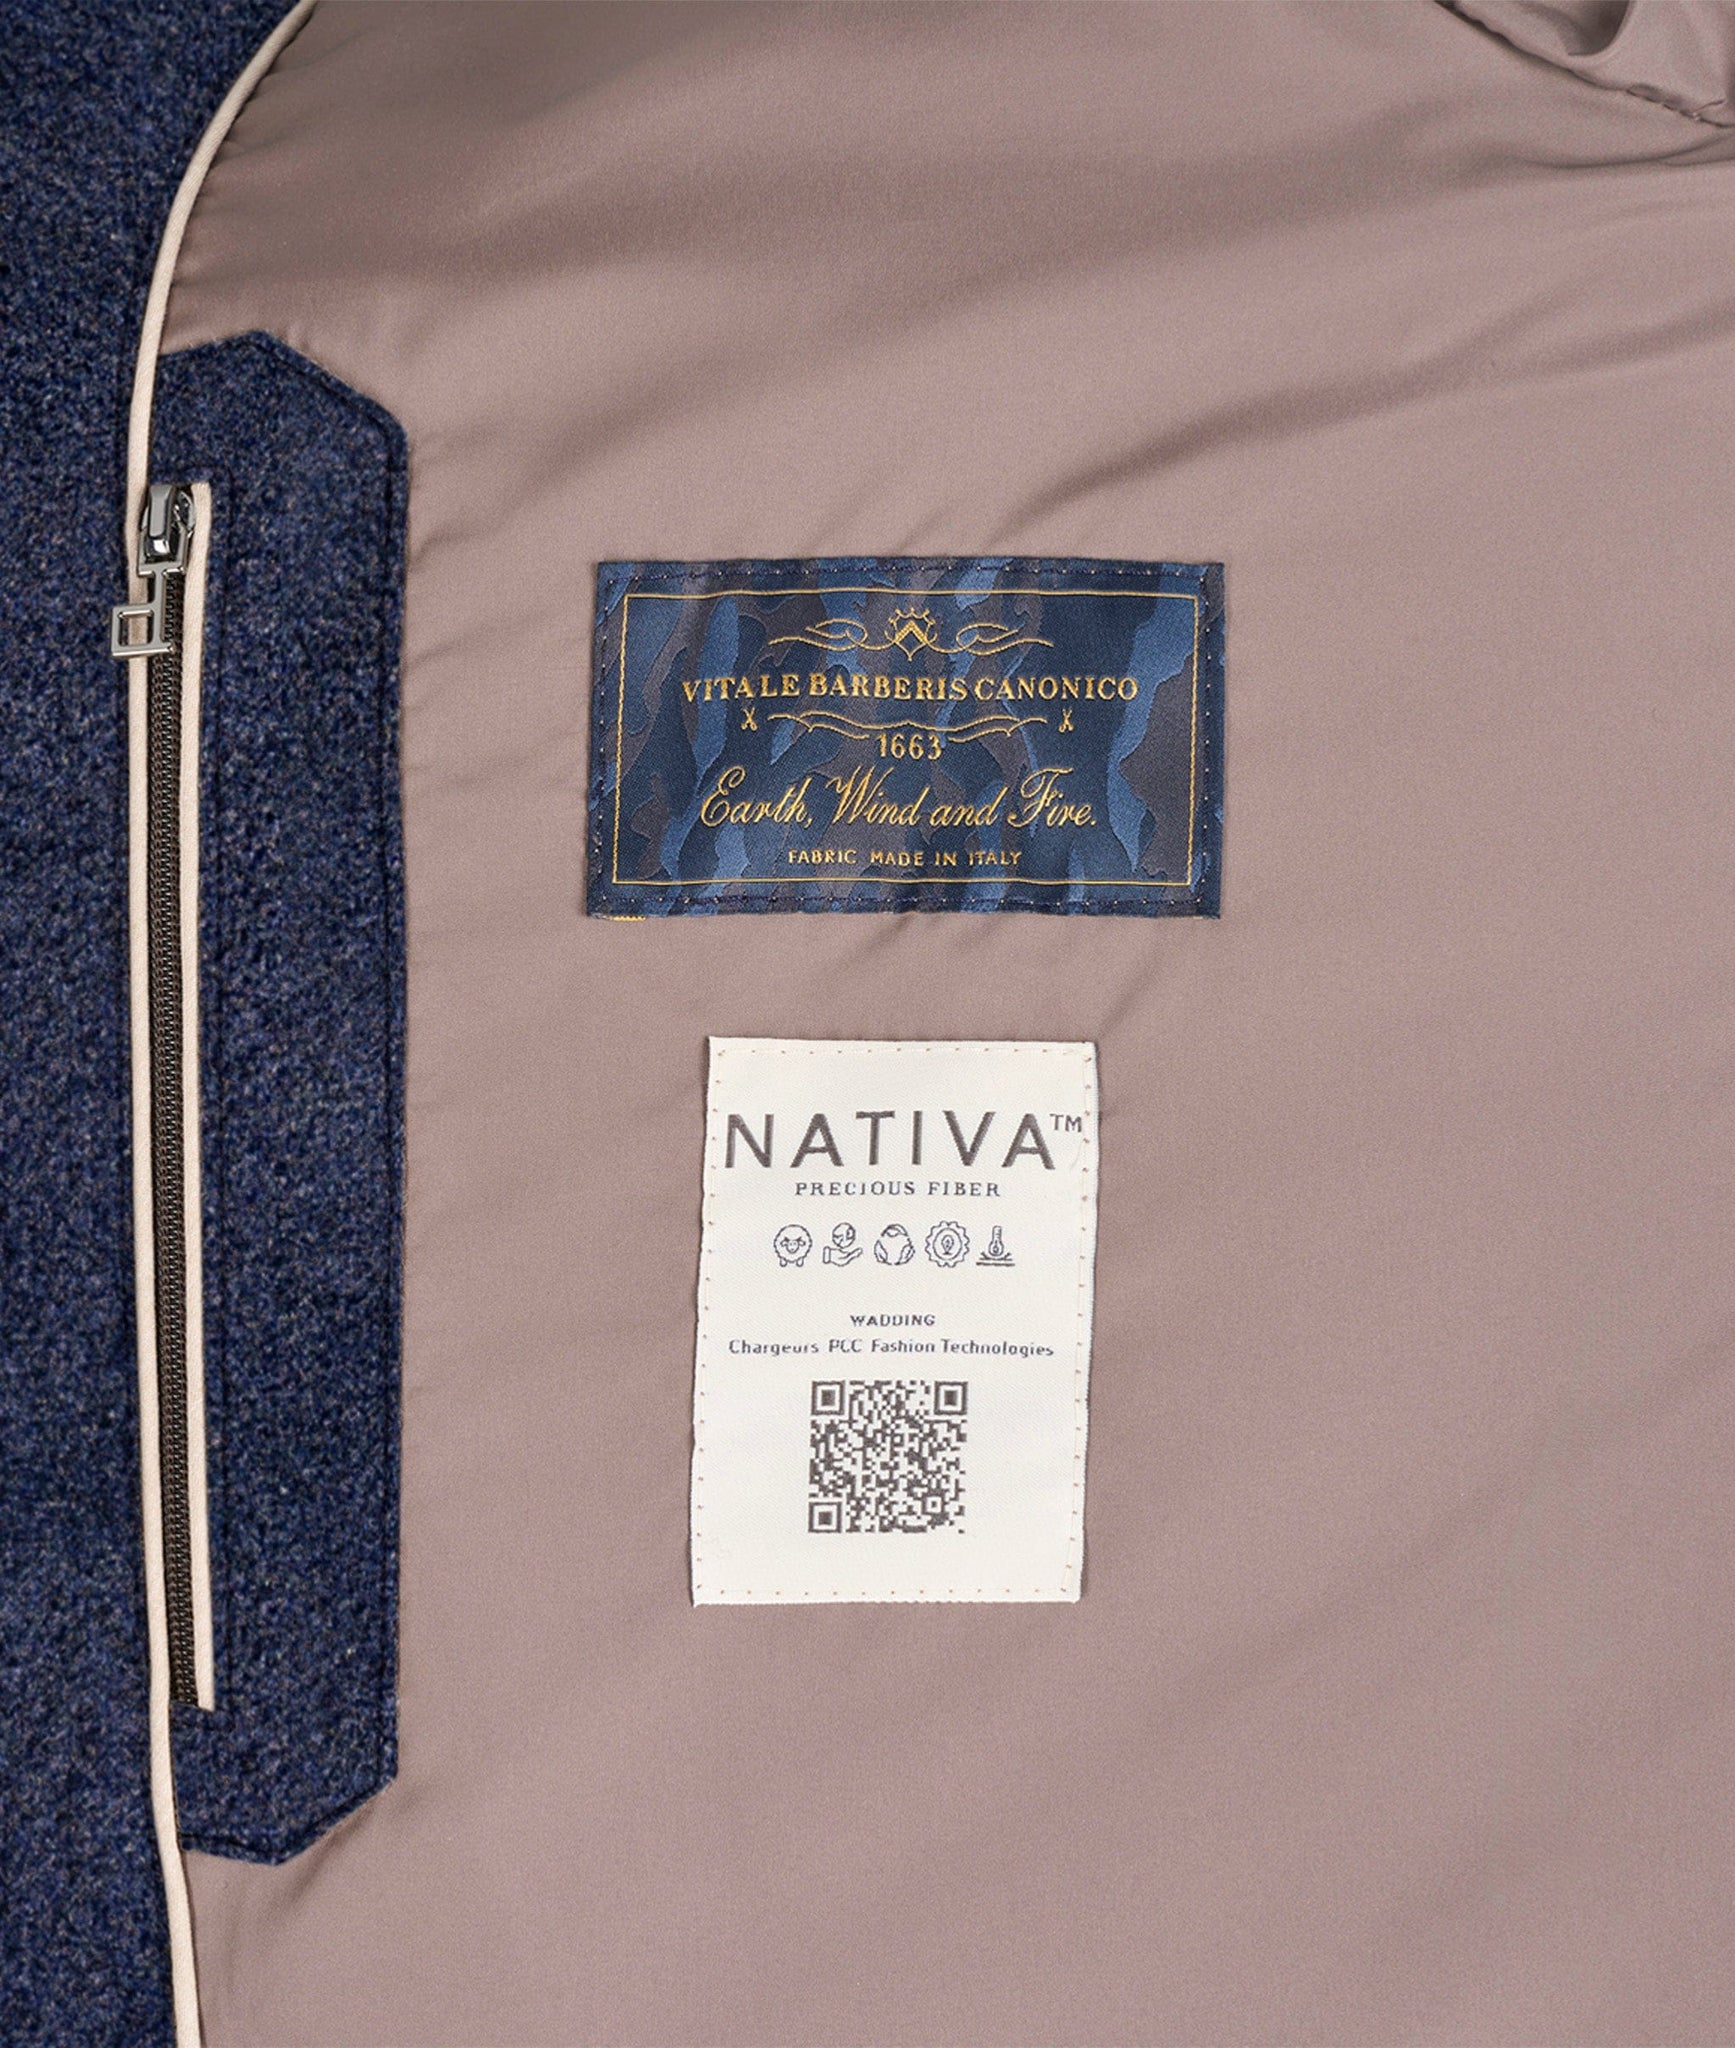 VITALE BARBERIS CANONICO
1663
Earth, Wind and Fire.
FABRIC MADE IN ITALY
NATIVA™
PRECIOUS FIBER
WADDING
Chargeurs PCC Fashion Technologies